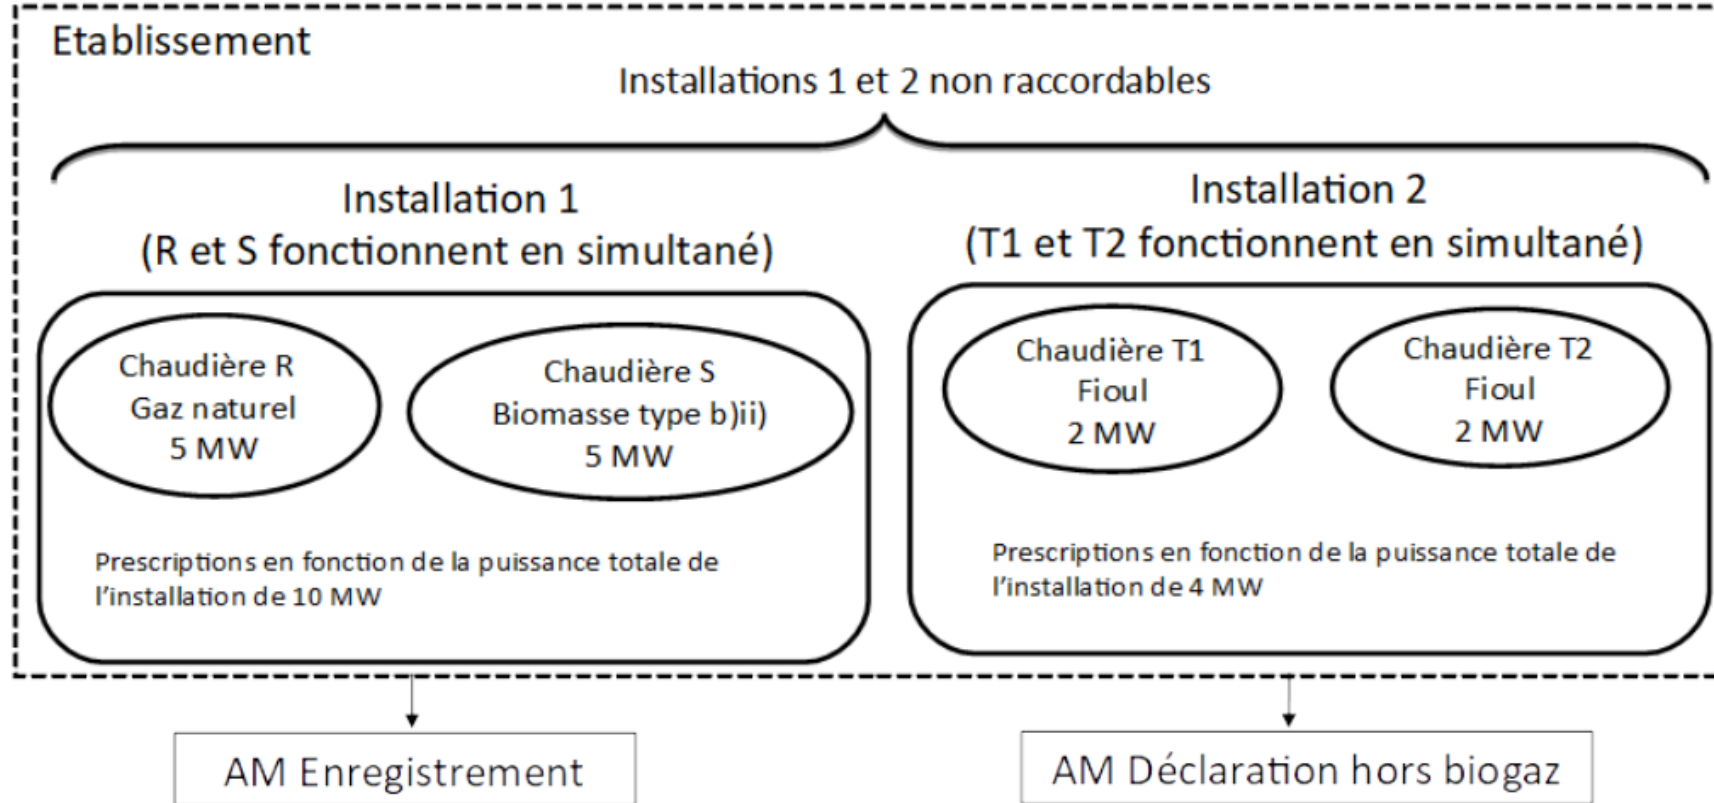 Etablissement
Installations 1 et 2 non raccordables
Installation 1
(R et S fonctionnent en simultané)
Chaudière R
Gaz naturel
5 MW
Chaudière S
Biomasse type b)ii)
5 MW
Prescriptions en fonction de la puissance totale de
l’installation de 10 MW
Installation 2
(T1 et T2 fonctionnent en simultané)
Chaudière T1
Fioul
2 MW
Chaudière T2
Fioul
2 MW
Prescriptions en fonction de la puissance totale de
l’installation de 4 MW
AM Enregistrement
AM Déclaration hors biogaz